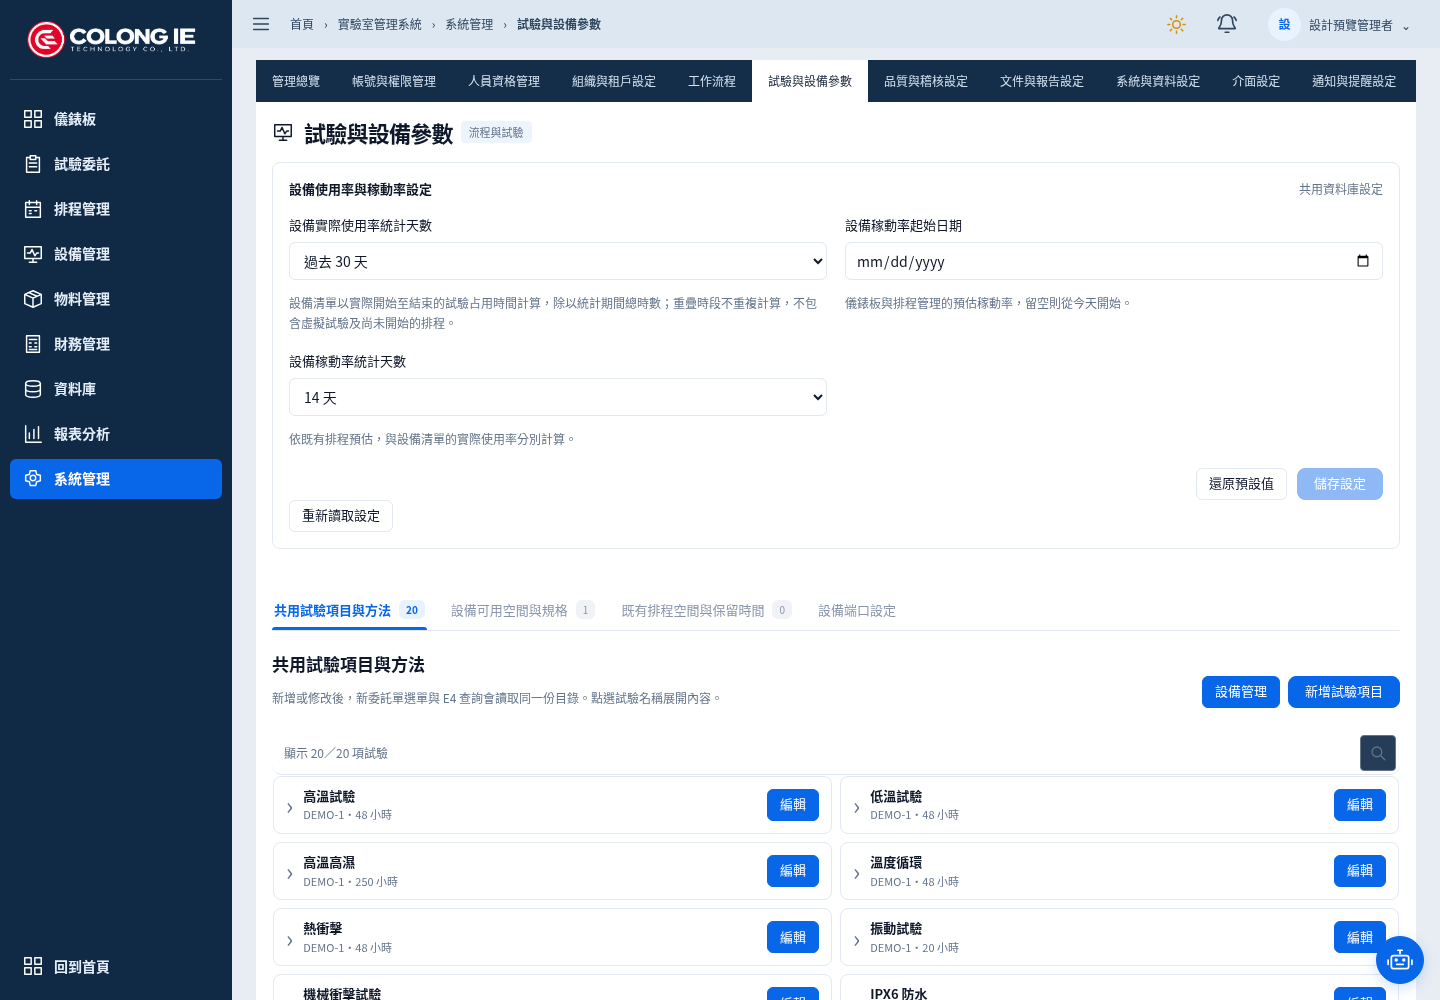 COLONG IE
TECHNOLOGY CO., LTD.
儀錶板
試驗委託
排程管理
設備管理
物料管理
財務管理
資料庫
報表分析
系統管理
回到首頁
首頁 › 實驗室管理系統 › 系統管理 › 試驗與設備參數
設 設計預覽管理者
管理總覽 帳號與權限管理 人員資格管理 組織與租戶設定 工作流程 試驗與設備參數 品質與稽核設定 文件與報告設定 系統與資料設定 介面設定 通知與提醒設定
試驗與設備參數 流程與試驗
設備使用率與稼動率設定 共用資料庫設定
設備實際使用率統計天數 設備稼動率起始日期
過去 30 天 mm/dd/yyyy
設備清單以實際開始至結束的試驗占用時間計算，除以統計期間總時數；重疊時段不重複計算，不包 儀錶板與排程管理的預估稼動率，留空則從今天開始。
含虛擬試驗及尚未開始的排程。
設備稼動率統計天數
14 天
依既有排程預估，與設備清單的實際使用率分別計算。
還原預設值 儲存設定
重新讀取設定
共用試驗項目與方法 20 設備可用空間與規格 1 既有排程空間與保留時間 0 設備端口設定
共用試驗項目與方法
新增或修改後，新委託單選單與 E4 查詢會讀取同一份目錄。點選試驗名稱展開內容。
設備管理 新增試驗項目
顯示 20／20 項試驗
高溫試驗 編輯
DEMO-1・48 小時
低溫試驗 編輯
DEMO-1・48 小時
高溫高濕 編輯
DEMO-1・250 小時
溫度循環 編輯
DEMO-1・48 小時
熱衝擊 編輯
DEMO-1・48 小時
振動試驗 編輯
DEMO-1・20 小時
機械衝擊試驗 編輯
IPX6 防水 編輯